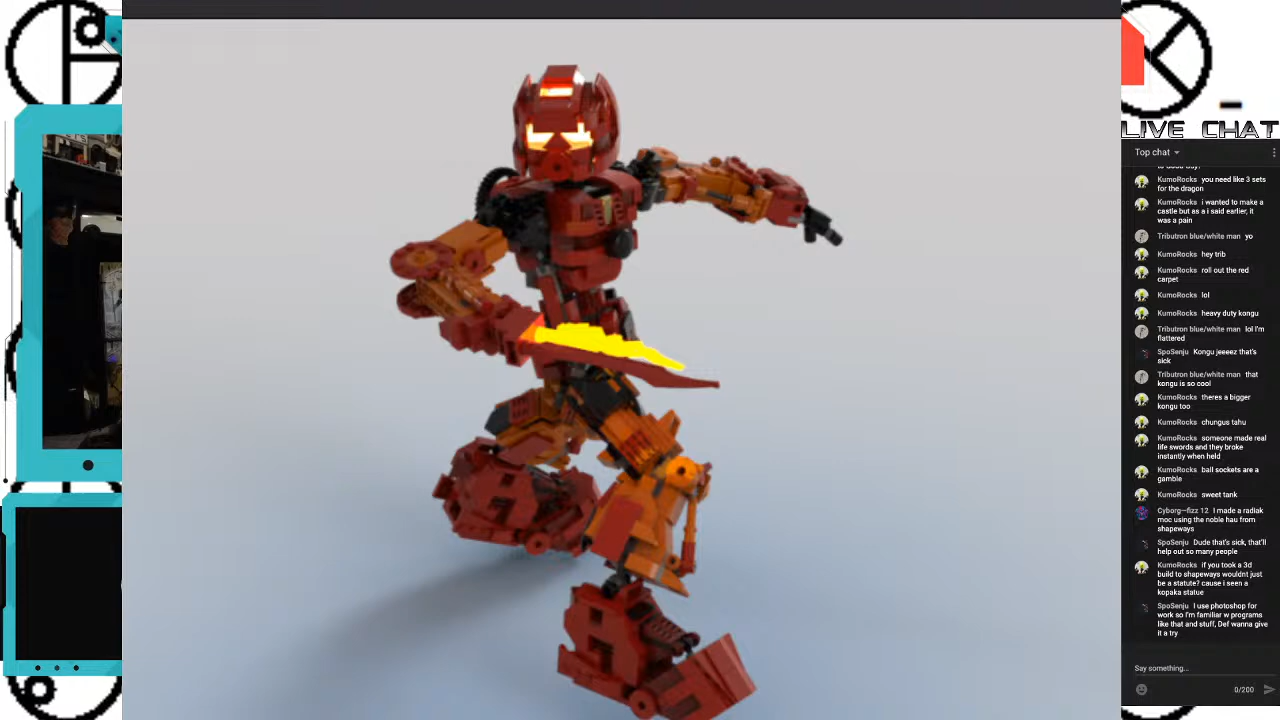 LIVE CHAT
Top chat
KumoRocks you need like 3 sets
for the dragon
KumoRocks i wanted to make a
castle but as a i said earlier, it
was a pain
Tributron blue/white man yo
KumoRocks hey trib
KumoRocks roll out the red
carpet
KumoRocks lol
KumoRocks heavy duty kongu
Tributron blue/white man lol I'm
flattered
SpoSenju Kongu jeeeez that's
sick
Tributron blue/white man that
kongu is so cool
KumoRocks theres a bigger
kongu too
KumoRocks chungus tahu
KumoRocks someone made real
life swords and they broke
instantly when held
KumoRocks ball sockets are a
gamble
KumoRocks sweet tank
Cyborg—fizz 12 I made a radiak
moc using the noble hau from
shapeways
SpoSenju Dude that's sick, that'll
help out so many people
KumoRocks if you took a 3d
build to shapeways wouldnt just
be a statute? cause i seen a
kopaka statue
SpoSenju I use photoshop for
work so I'm familiar w programs
like that and stuff, Def wanna give
it a try
Say something...
0/200